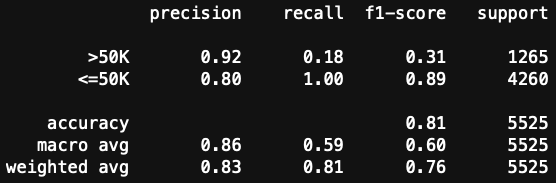 precision recall f1-score support
>50K 0.92 0.18 0.31 1265
<=50K 0.80 1.00 0.89 4260
accuracy 0.81 5525
macro avg 0.86 0.59 0.60 5525
weighted avg 0.83 0.81 0.76 5525